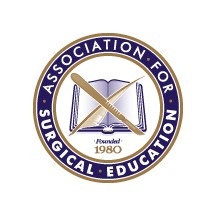 · ASSOCIATION · FOR ·
SURGICAL · EDUCATION
· Founded ·
1980